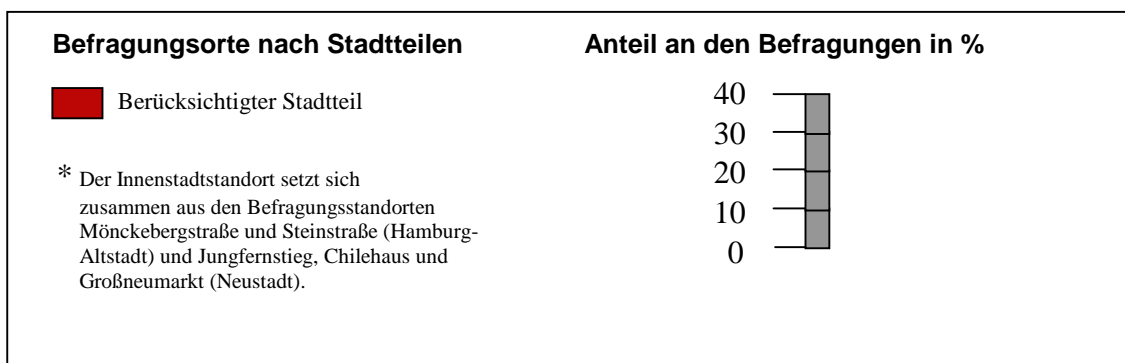 Befragungsorte nach Stadtteilen
Berücksichtigter Stadtteil
* Der Innenstadtstandort setzt sich
zusammen aus den Befragungsstandorten
Mönckebergstraße und Steinstraße (Hamburg-
Altstadt) und Jungfernstieg, Chilehaus und
Großneumarkt (Neustadt).
Anteil an den Befragungen in %
40
30
20
10
0